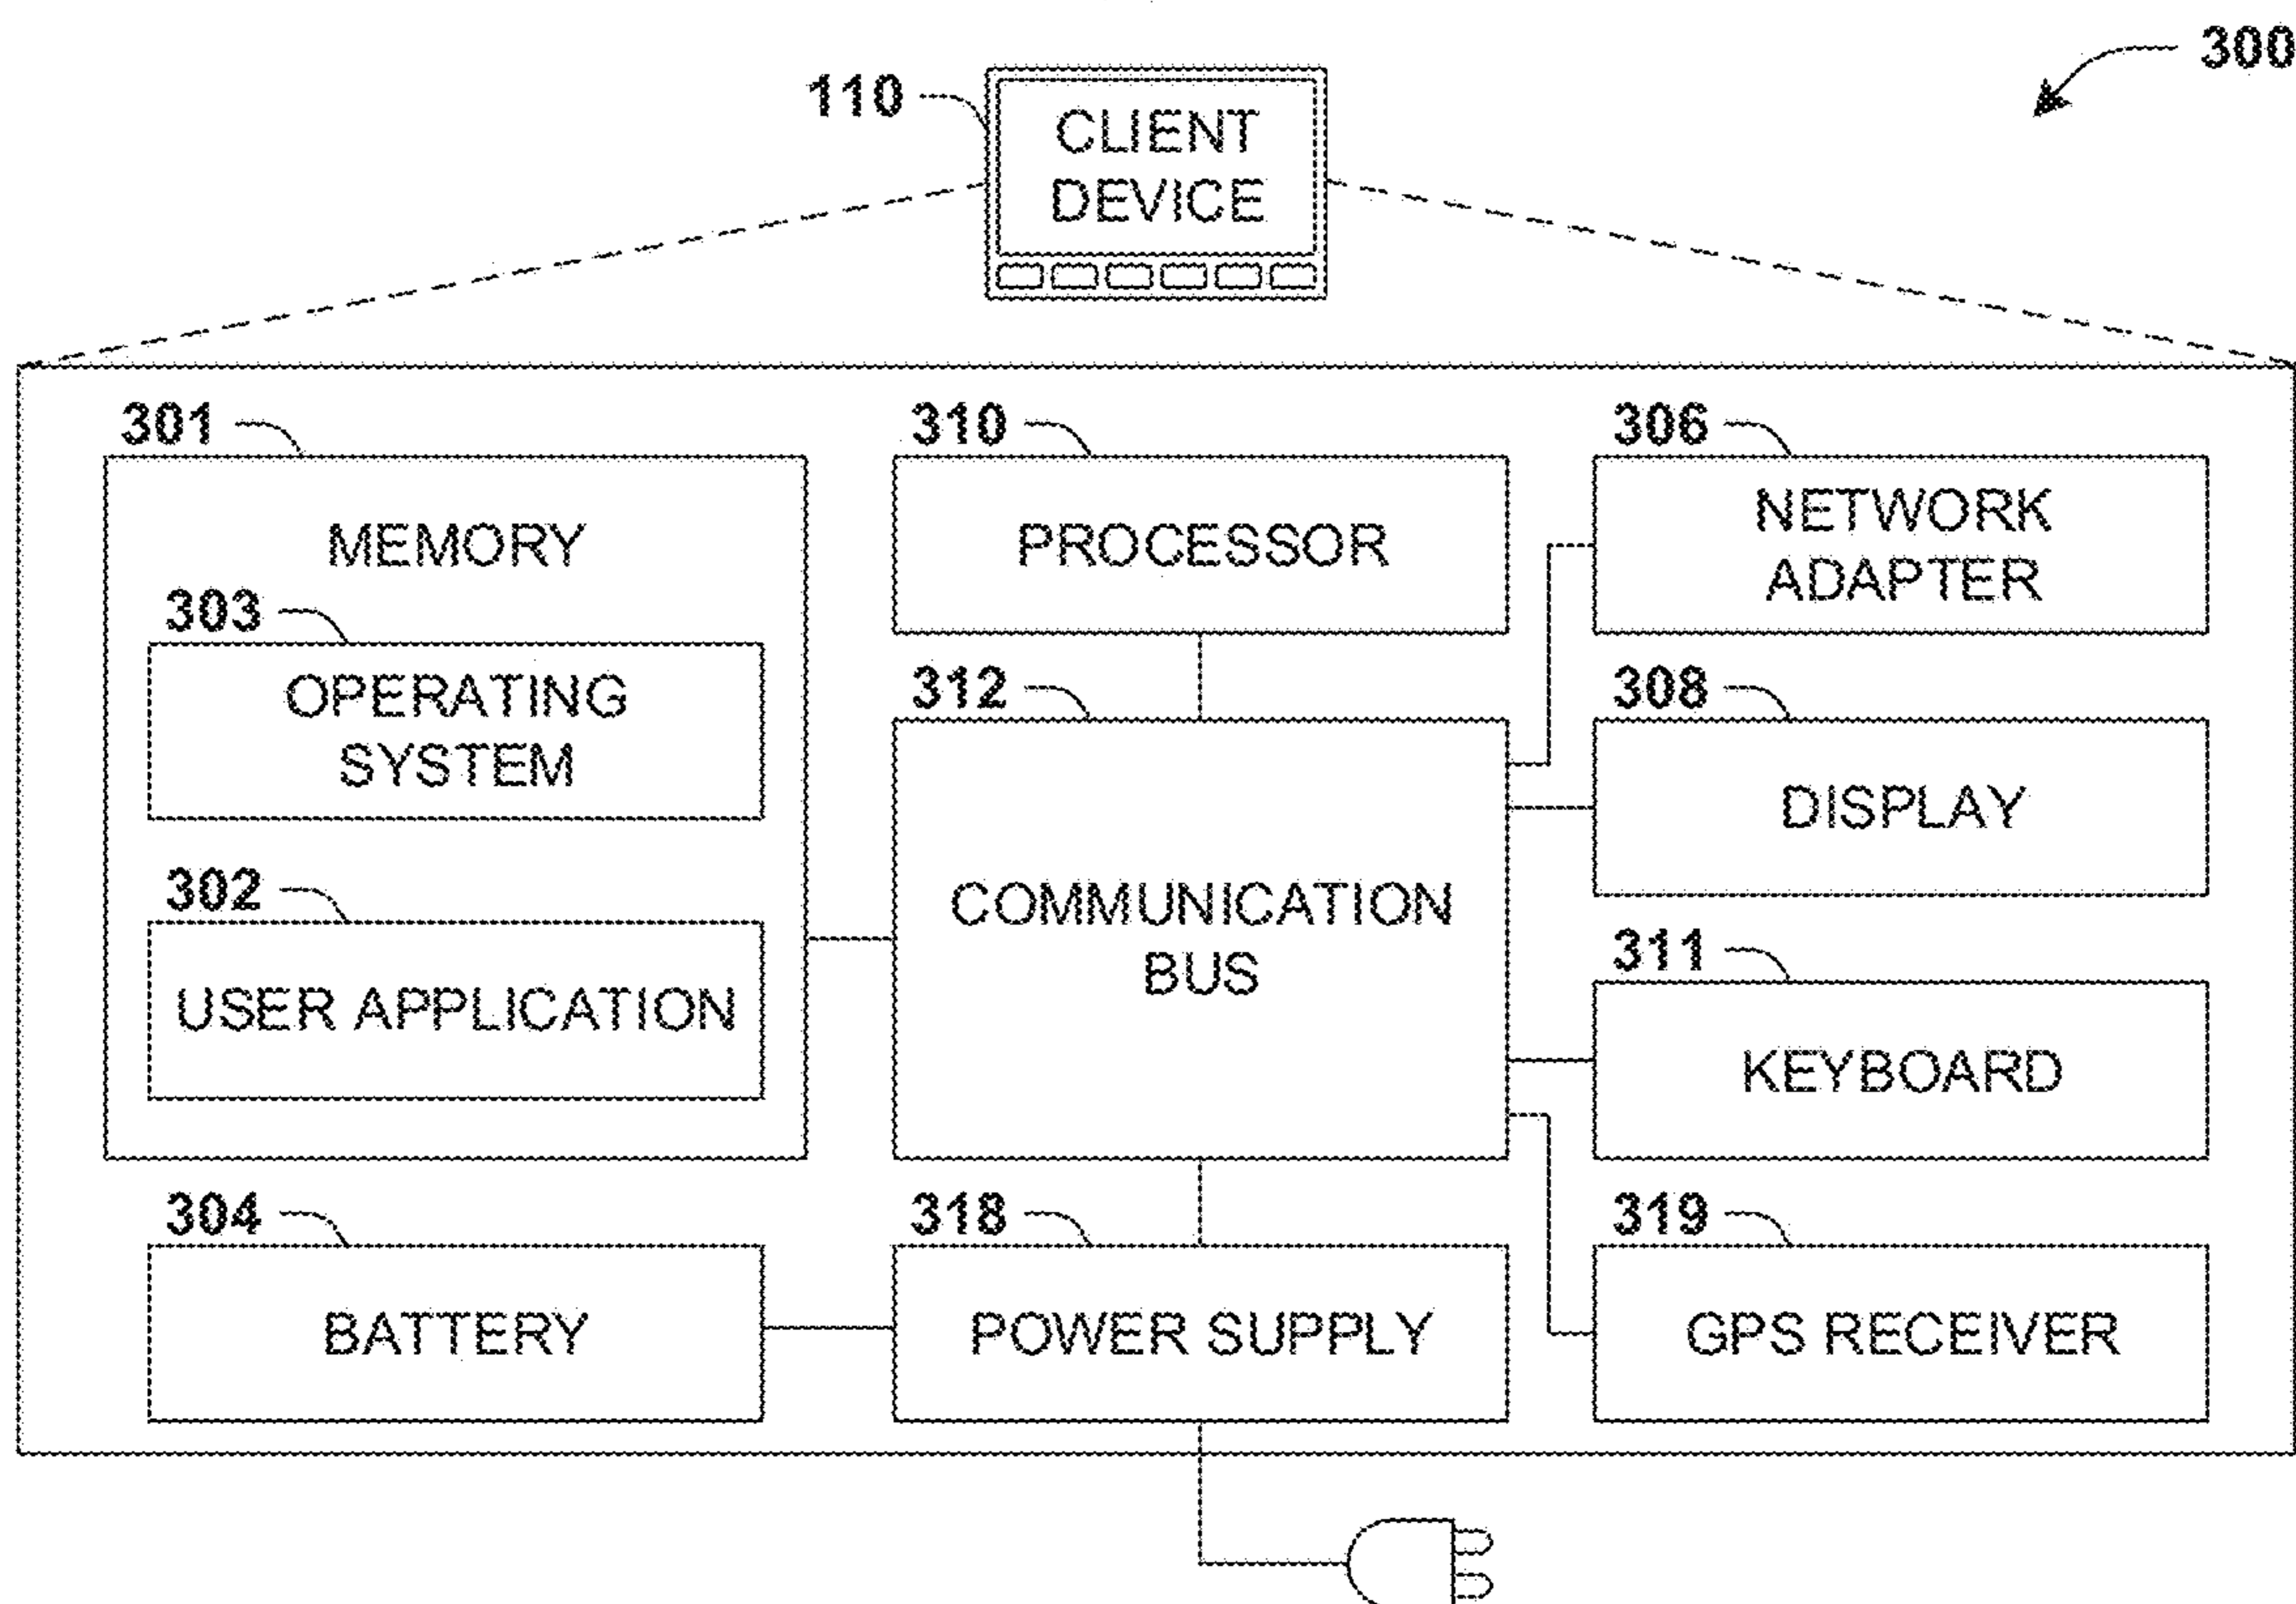 300
110
CLIENT
DEVICE
301
310
306
MEMORY
PROCESSOR
NETWORK
ADAPTER
303
OPERATING
SYSTEM
312
308
COMMUNICATION
BUS
DISPLAY
302
USER APPLICATION
311
KEYBOARD
304
318
319
BATTERY
POWER SUPPLY
GPS RECEIVER